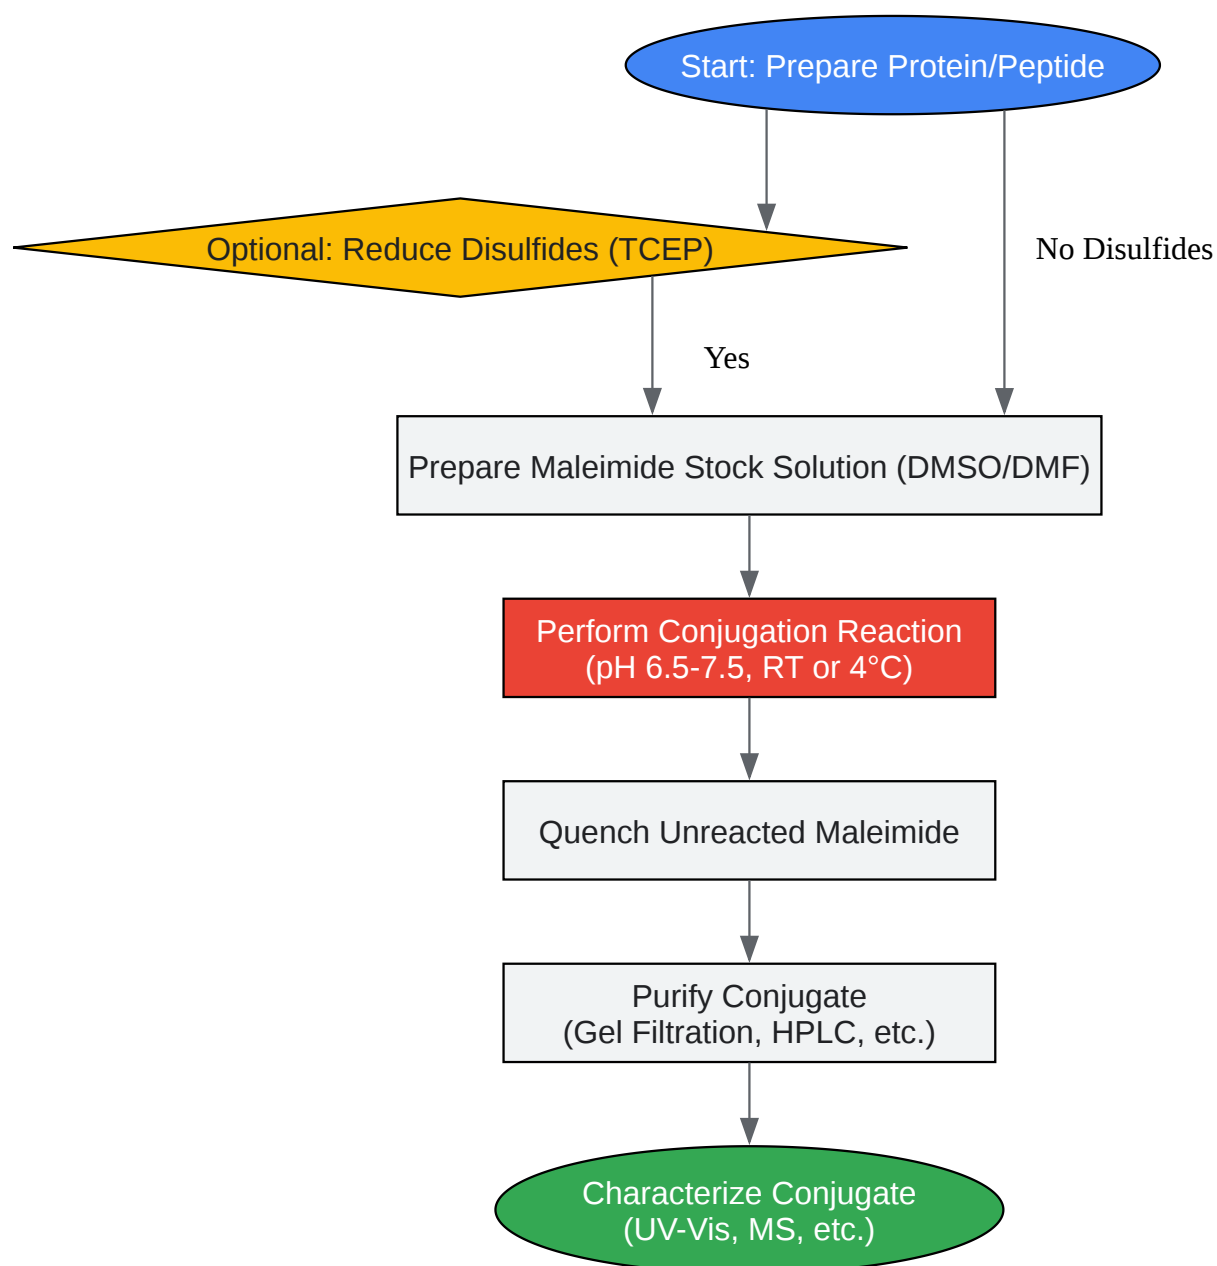 Start: Prepare Protein/Peptide
Optional: Reduce Disulfides (TCEP)
No Disulfides
Yes
Prepare Maleimide Stock Solution (DMSO/DMF)
Perform Conjugation Reaction
(pH 6.5-7.5, RT or 4°C)
Quench Unreacted Maleimide
Purify Conjugate
(Gel Filtration, HPLC, etc.)
Characterize Conjugate
(UV-Vis, MS, etc.)